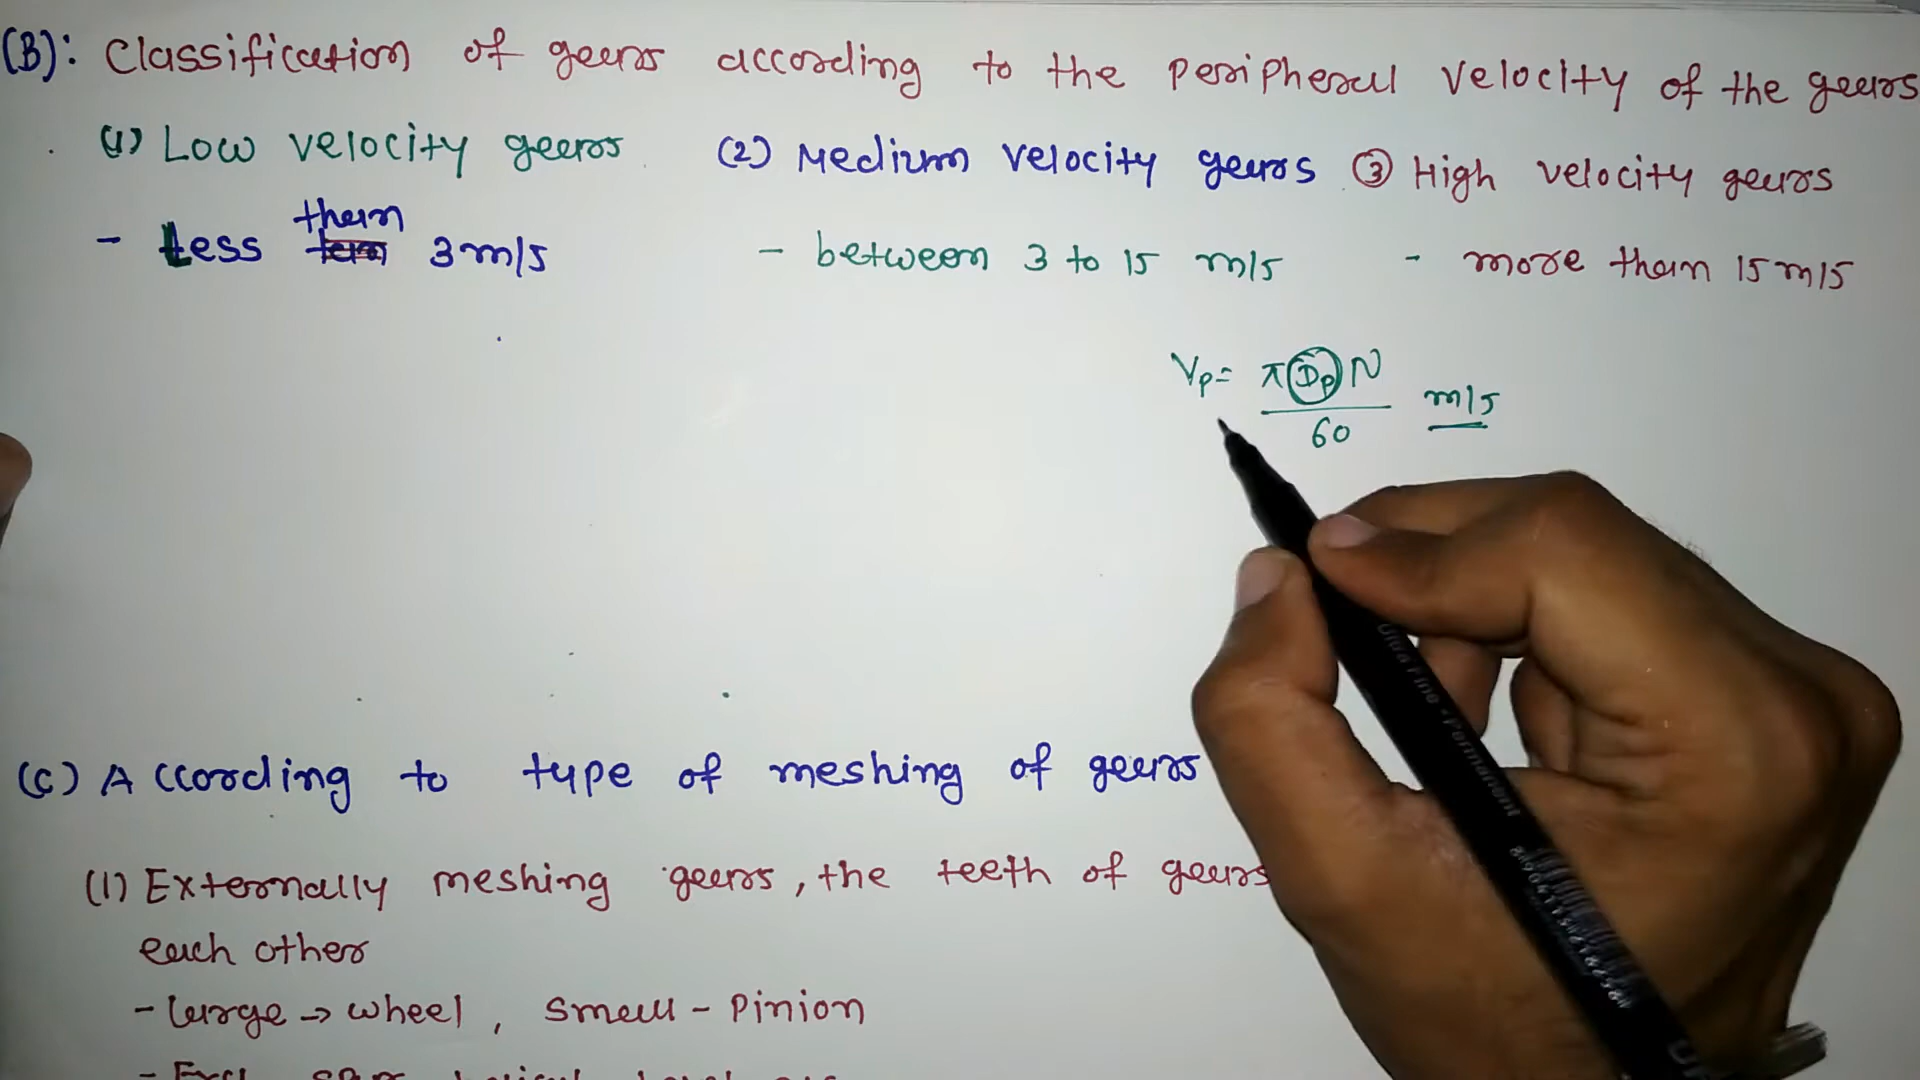 (B): Classification of gears according to the peripheral velocity of the gears
(1) Low velocity gears (2) Medium velocity gears ③ High velocity gears
- Less than 3 m/s - between 3 to 15 m/s - more than 15 m/s
Vp = πDpN / 60 m/s
(C) According to type of meshing of gears
(1) Externally meshing gears, the teeth of gears
each other
- Large → wheel, Small - Pinion
Ultra Fine • Permanent